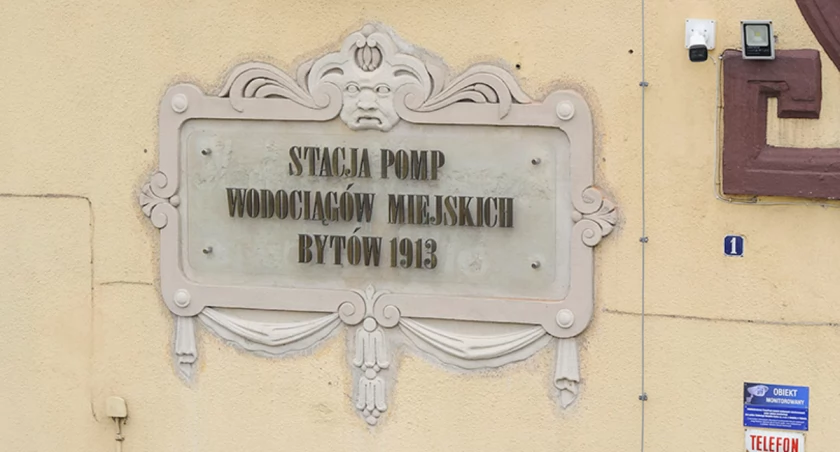 STACJA POMP
WODOCIĄGÓW MIEJSKICH
BYTÓW 1913
1
OBIEKT
MONITOROWANY
TELEFON